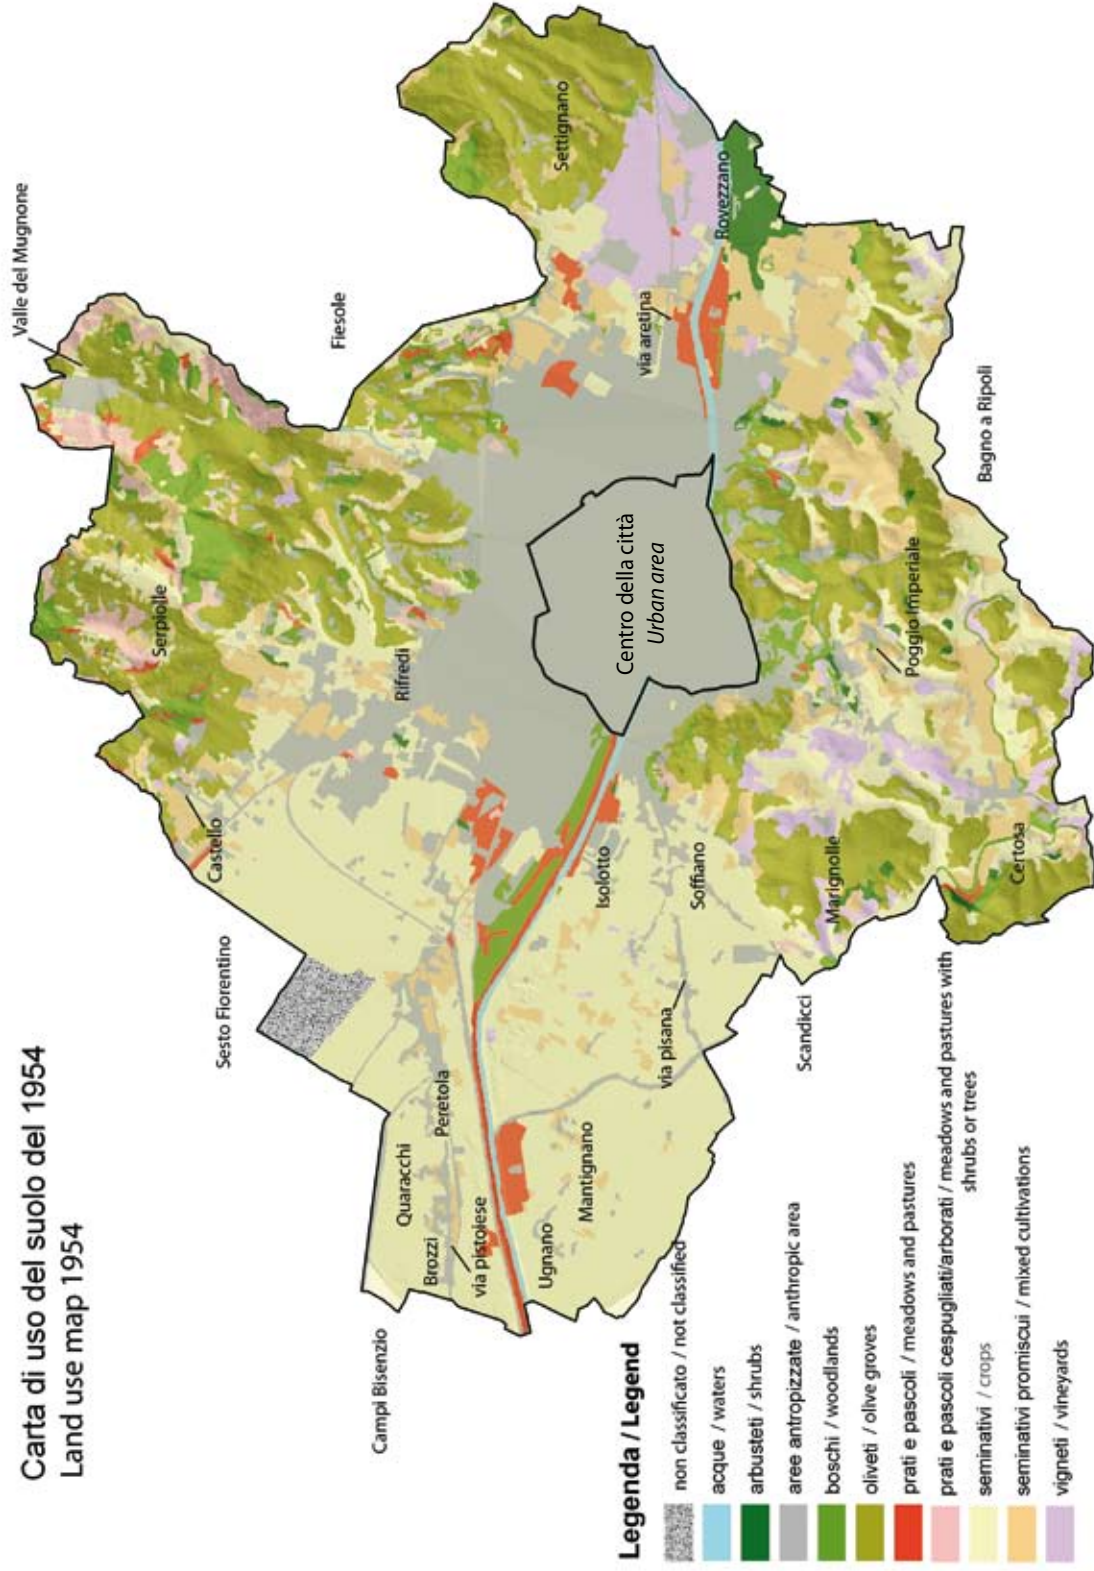 Carta di uso del suolo del 1954
Land use map 1954
Valle del Mugnone
Fiesole
Settignano
Serpiolle
Rifredi
Castello
Sesto Fiorentino
via aretina
Rovezzano
Centro della città
Urban area
Bagno a Ripoli
Poggio Imperiale
Isolotto
Soffiano
Marignolle
Certosa
Scandicci
via pisana
Peretola
Quaracchi
Brozzi
via pistoiese
Ugnano
Mantignano
Campi Bisenzio
Legenda / Legend
non classificato / not classified
acque / waters
arbusteti / shrubs
aree antropizzate / anthropic area
boschi / woodlands
oliveti / olive groves
prati e pascoli / meadows and pastures
prati e pascoli cespugliati/arborati / meadows and pastures with
shrubs or trees
seminativi / crops
seminativi promiscui / mixed cultivations
vigneti / vineyards